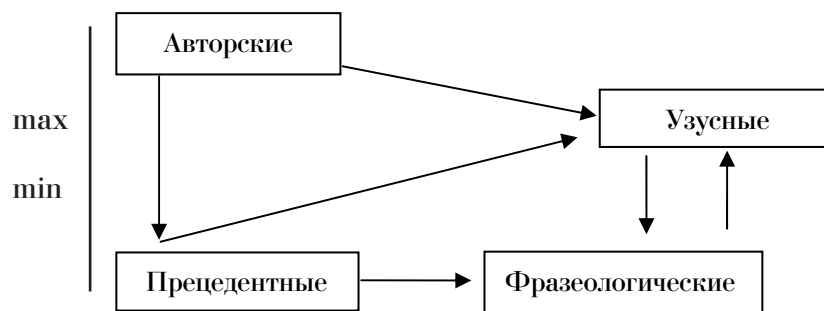 Авторские
max
Узусные
min
Прецедентные
Фразеологические